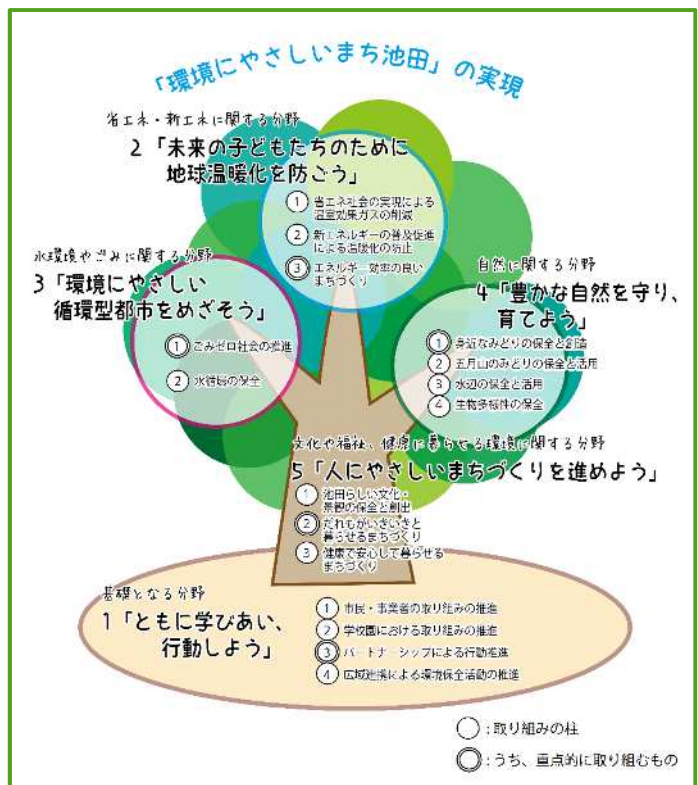 「環境にやさしいまち池田」の実現
省エネ・新エネに関する分野
2「未来の子どもたちのために
地球温暖化を防ごう」
① 省エネ社会の実現による
温室効果ガスの削減
② 新エネルギーの普及促進
による温暖化の防止
③ エネルギー効率の良い
まちづくり
水環境やごみに関する分野
3「環境にやさしい
循環型都市をめざそう」
① ごみゼロ社会の推進
② 水循環の保全
自然に関する分野
4「豊かな自然を守り、
育てよう」
① 身近なみどりの保全と創造
② 五月山のみどりの保全と活用
③ 水辺の保全と活用
④ 生物多様性の保全
文化や福祉、健康に暮らせる環境に関する分野
5「人にやさしいまちづくりを進めよう」
① 池田らしい文化・
景観の保全と創出
② だれもがいきいきと
暮らせるまちづくり
③ 健康で安心して暮らせる
まちづくり
基礎となる分野
1「ともに学びあい、
行動しよう」
① 市民・事業者の取り組みの推進
② 学校園における取り組みの推進
③ パートナーシップによる行動推進
④ 広域連携による環境保全活動の推進
○：取り組みの柱
◎：うち、重点的に取り組むもの